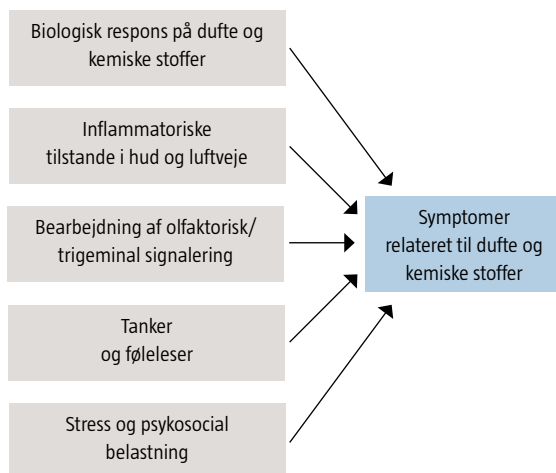 Biologisk respons på dufte og
kemiske stoffer
Inflammatoriske
tilstande i hud og luftveje
Bearbejdning af olfaktorisk/
trigeminal signalering
Tanker
og føleleser
Stress og psykosocial
belastning
Symptomer
relateret til dufte og
kemiske stoffer